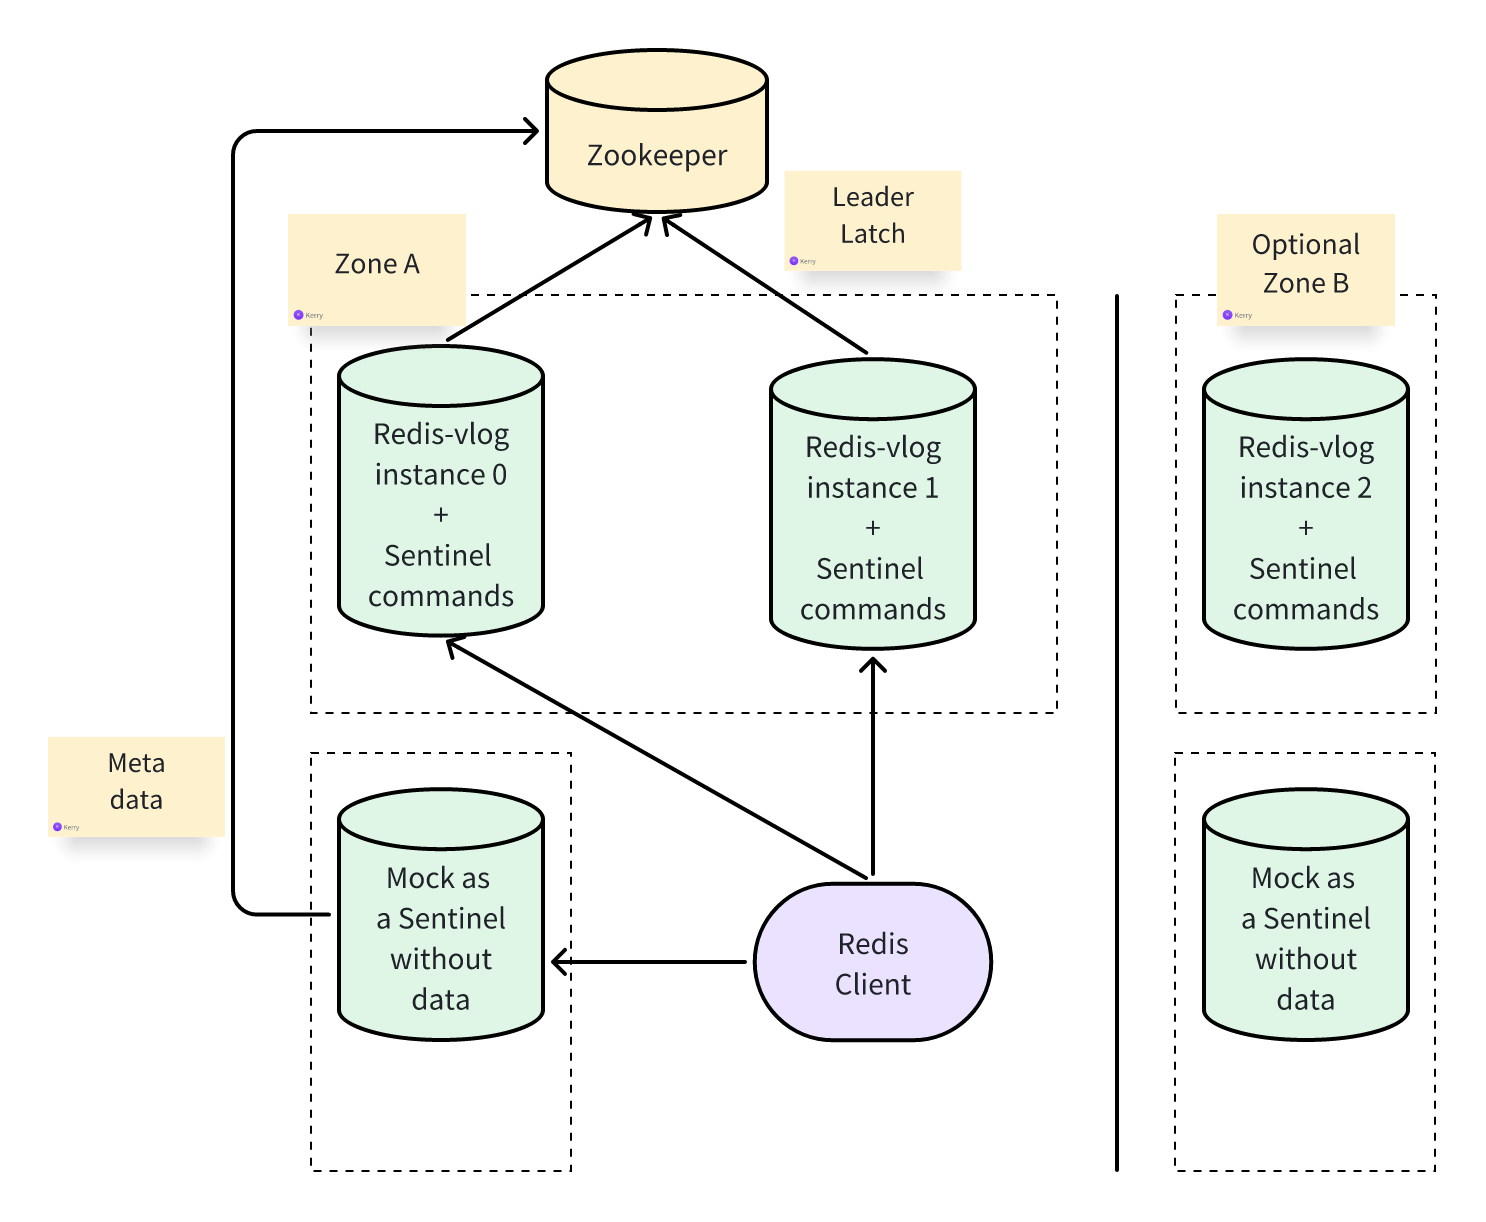 Zookeeper
Leader
Latch
Kerry
Zone A
Kerry
Optional
Zone B
Kerry
Redis-vlog
instance 0
+
Sentinel
commands
Redis-vlog
instance 1
+
Sentinel
commands
Redis-vlog
instance 2
+
Sentinel
commands
Meta
data
Kerry
Mock as
a Sentinel
without
data
Redis
Client
Mock as
a Sentinel
without
data